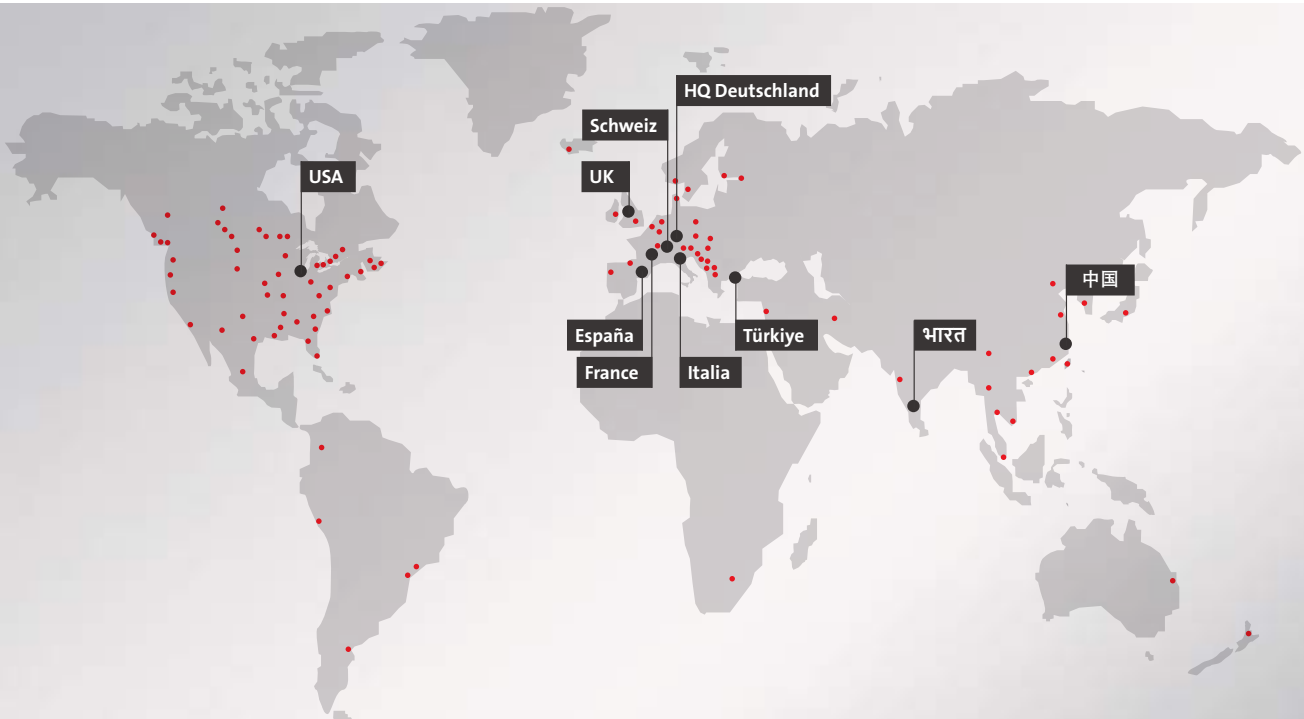 HQ Deutschland
Schweiz
USA
UK
中国
España
Türkiye
भारत
France
Italia